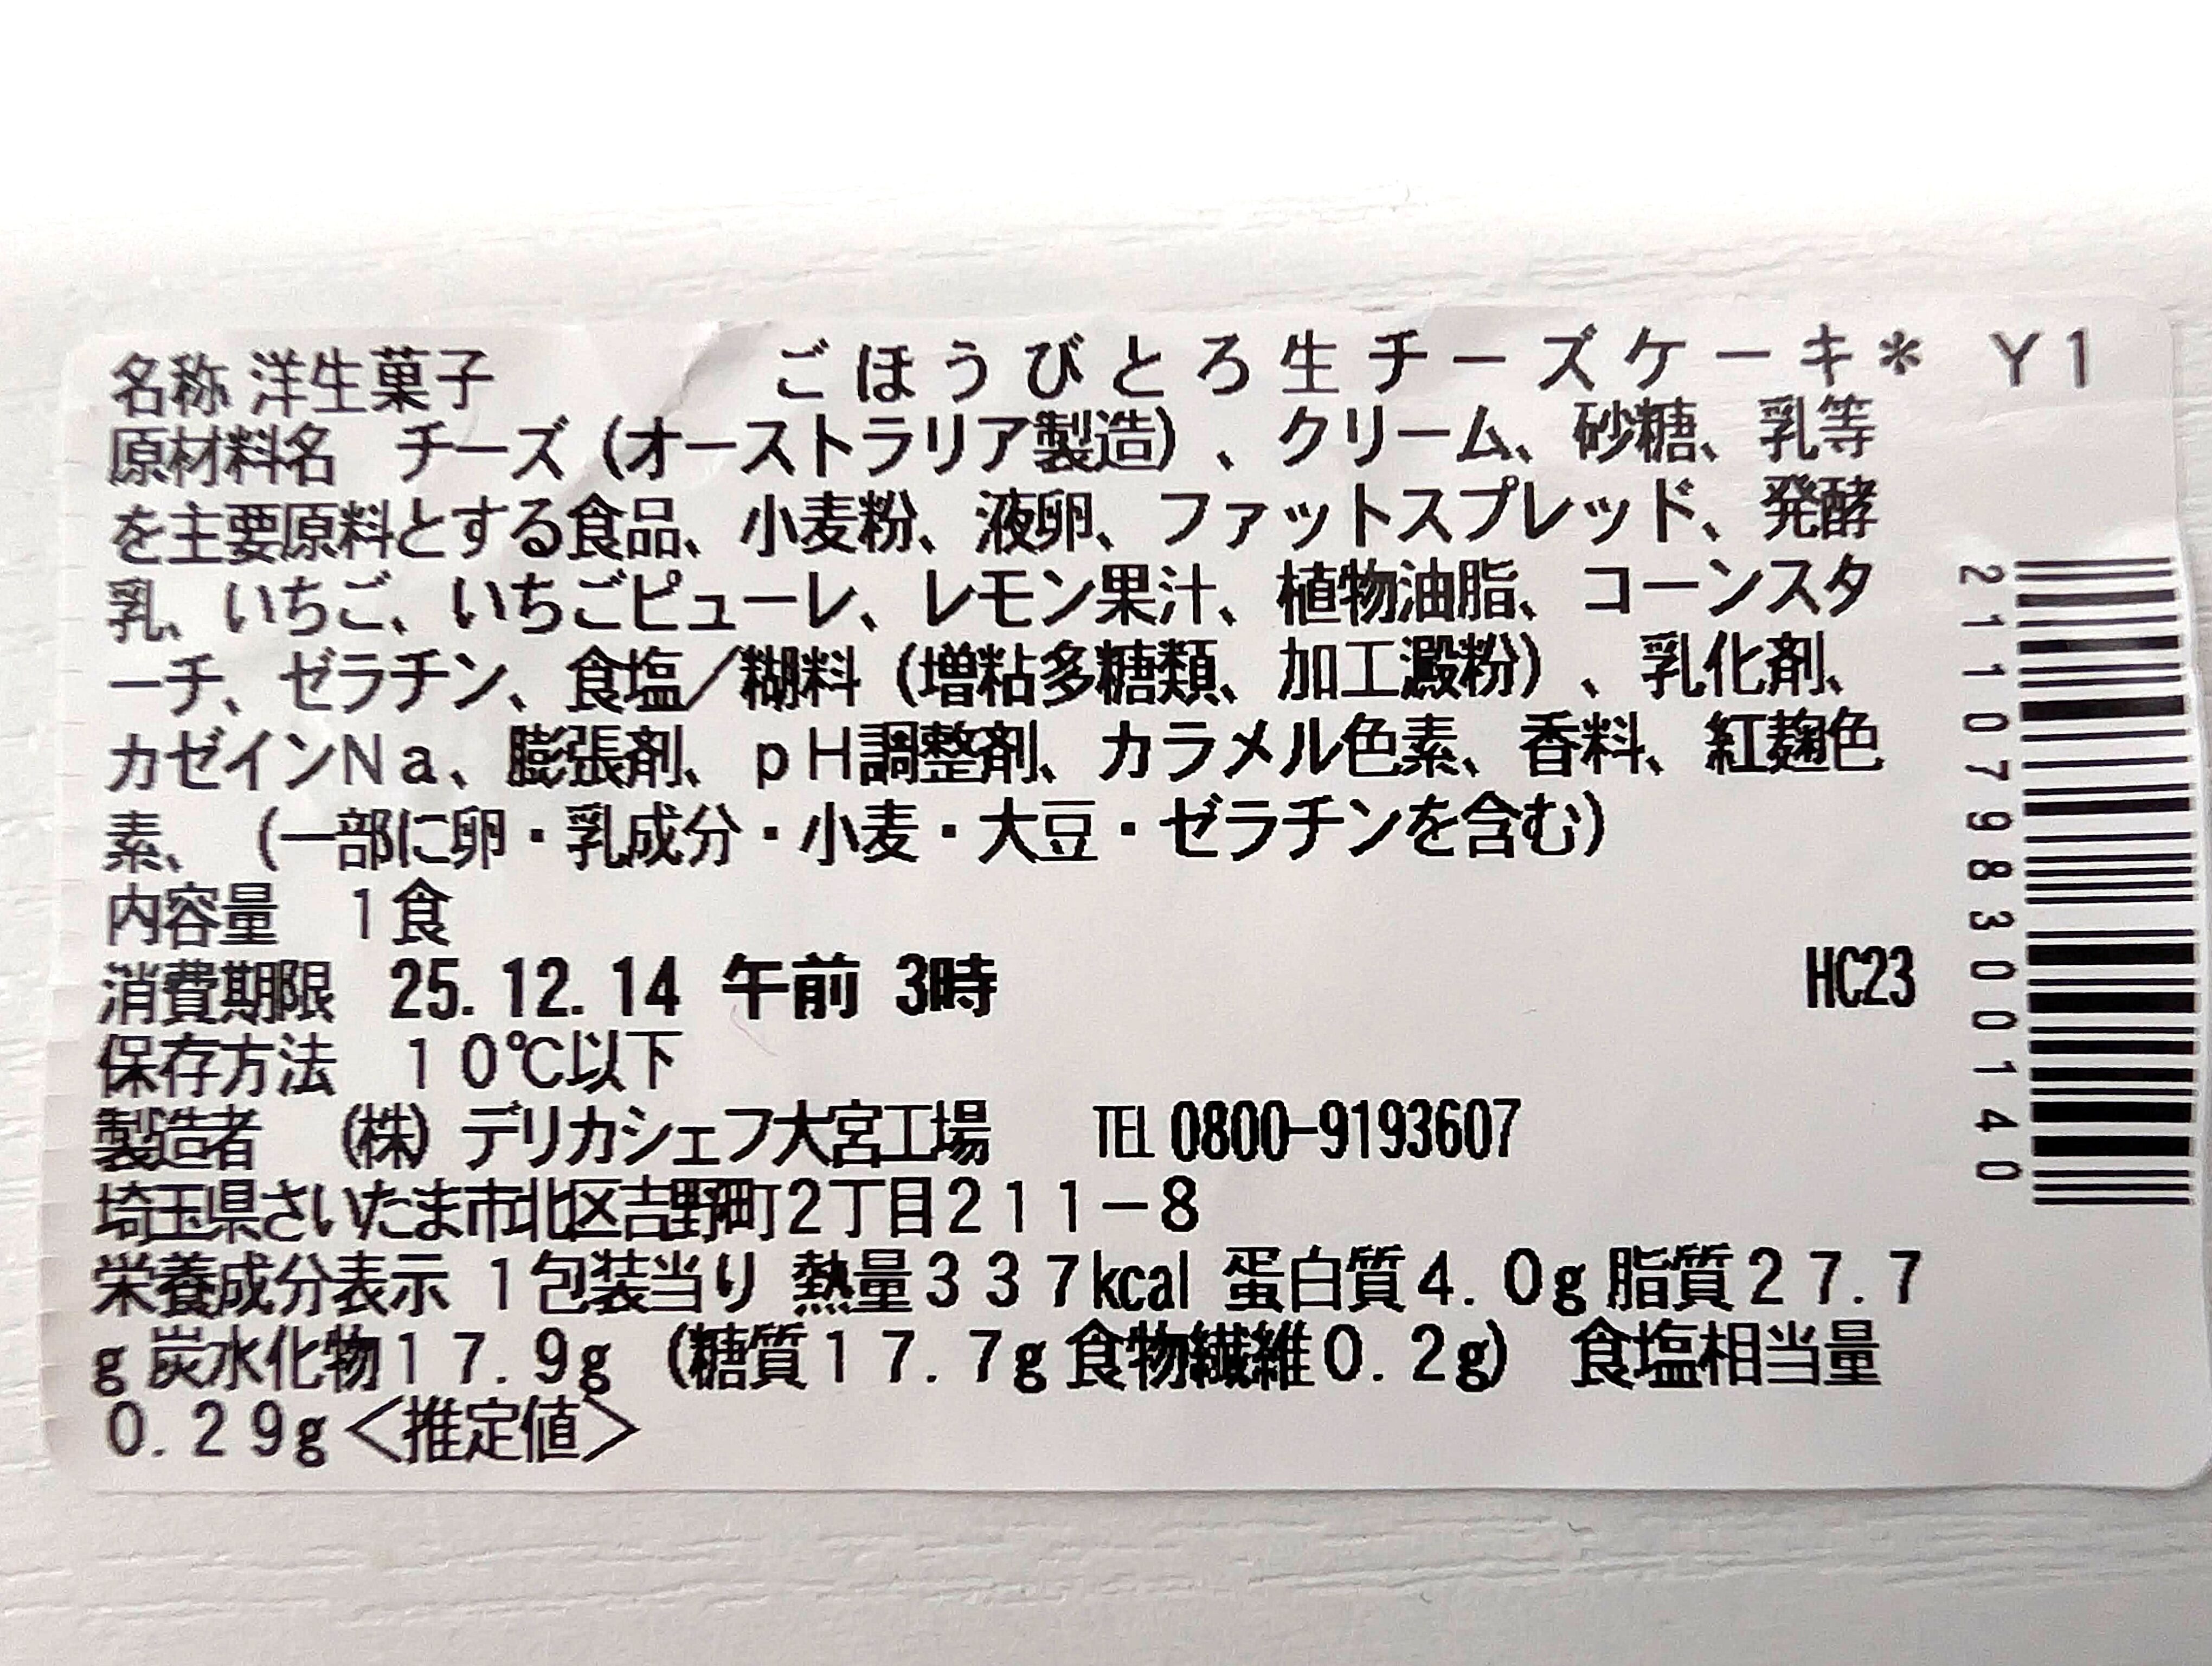 名称 洋生菓子 ごほうびとろ生チーズケーキ＊ Y1
原材料名 チーズ（オーストラリア製造）、クリーム、砂糖、乳等
を主要原料とする食品、小麦粉、液卵、ファットスプレッド、発酵
乳、いちご、いちごピューレ、レモン果汁、植物油脂、コーンスタ
ーチ、ゼラチン、食塩／糊料（増粘多糖類、加工澱粉）、乳化剤、
カゼインNa、膨張剤、pH調整剤、カラメル色素、香料、紅麹色
素、（一部に卵・乳成分・小麦・大豆・ゼラチンを含む）
内容量 1食
消費期限 25.12.14 午前 3時 HC23
保存方法 10℃以下
製造者 （株）デリカシェフ大宮工場 TEL 0800-9193607
埼玉県さいたま市北区吉野町2丁目211－8
栄養成分表示 1包装当り 熱量337kcal 蛋白質4.0g 脂質27.7
g 炭水化物17.9g（糖質17.7g 食物繊維0.2g） 食塩相当量
0.29g＜推定値＞
2110798300140